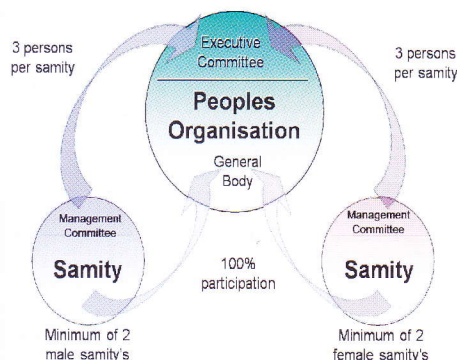 3 persons
per samity
Executive
Committee
3 persons
per samity
Peoples
Organisation
General
Body
Management
Committee
Samity
100%
participation
Management
Committee
Samity
Minimum of 2
male samity's
Minimum of 2
female samity's